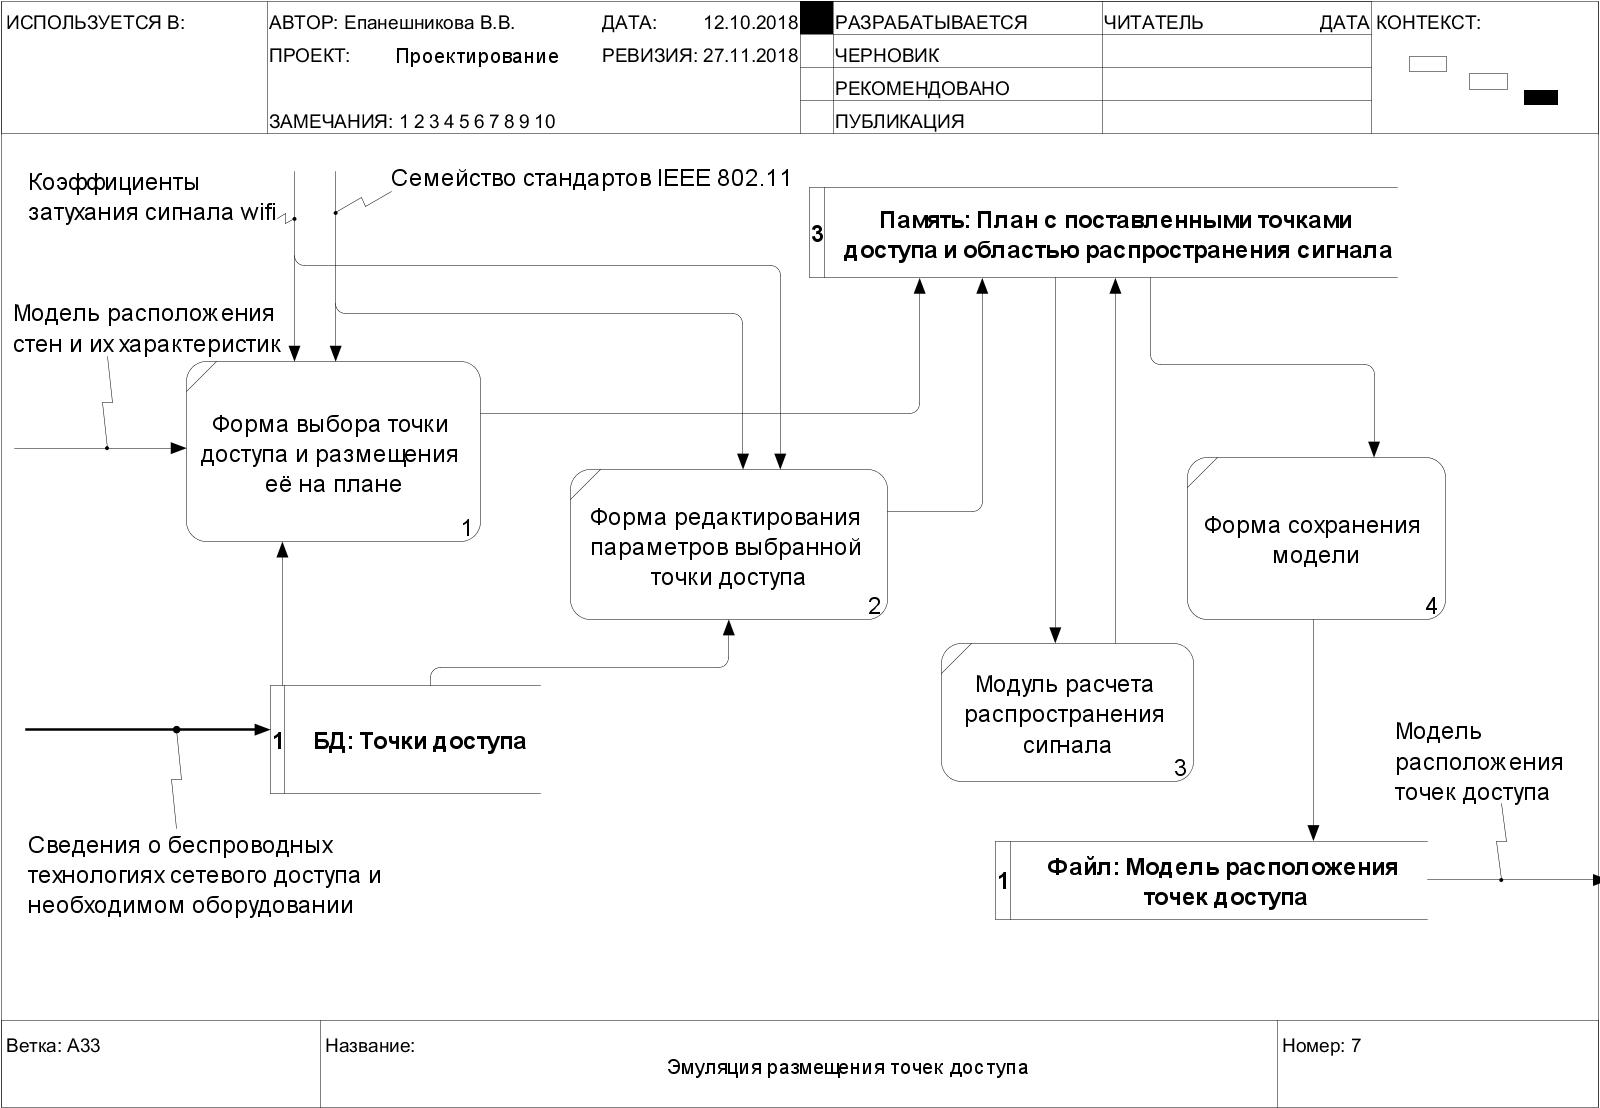 ИСПОЛЬЗУЕТСЯ В:
АВТОР: Епанешникова В.В.
ДАТА: 12.10.2018
ПРОЕКТ: Проектирование
РЕВИЗИЯ: 27.11.2018
ЗАМЕЧАНИЯ: 1 2 3 4 5 6 7 8 9 10
РАЗРАБАТЫВАЕТСЯ
ЧЕРНОВИК
РЕКОМЕНДОВАНО
ПУБЛИКАЦИЯ
ЧИТАТЕЛЬ
ДАТА
КОНТЕКСТ:
Коэффициенты
затухания сигнала wifi
Семейство стандартов IEEE 802.11
3
Память: План с поставленными точками
доступа и областью распространения сигнала
Модель расположения
стен и их характеристик
Форма выбора точки
доступа и размещения
её на плане
1
Форма редактирования
параметров выбранной
точки доступа
2
Форма сохранения
модели
4
Модуль расчета
распространения
сигнала
3
1
БД: Точки доступа
Модель
расположения
точек доступа
Сведения о беспроводных
технологиях сетевого доступа и
необходимом оборудовании
1
Файл: Модель расположения
точек доступа
Ветка: A33
Название:
Эмуляция размещения точек доступа
Номер: 7